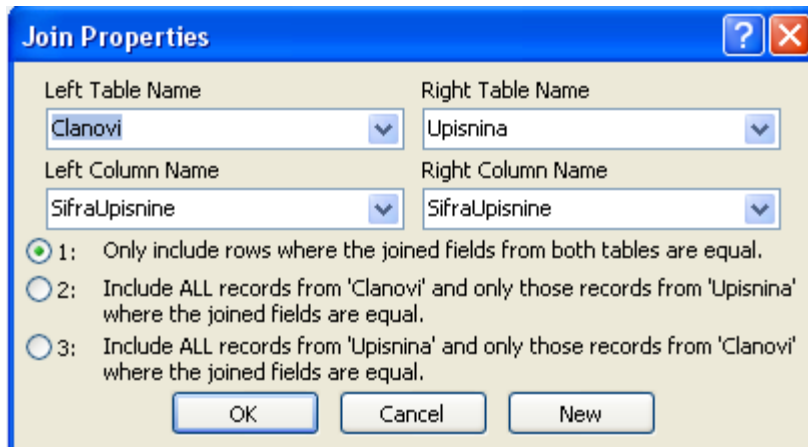 Join Properties
Left Table Name
Right Table Name
Clanovi
Upisnina
Left Column Name
Right Column Name
SifraUpisnine
SifraUpisnine
1: Only include rows where the joined fields from both tables are equal.
2: Include ALL records from 'Clanovi' and only those records from 'Upisnina'
where the joined fields are equal.
3: Include ALL records from 'Upisnina' and only those records from 'Clanovi'
where the joined fields are equal.
OK
Cancel
New